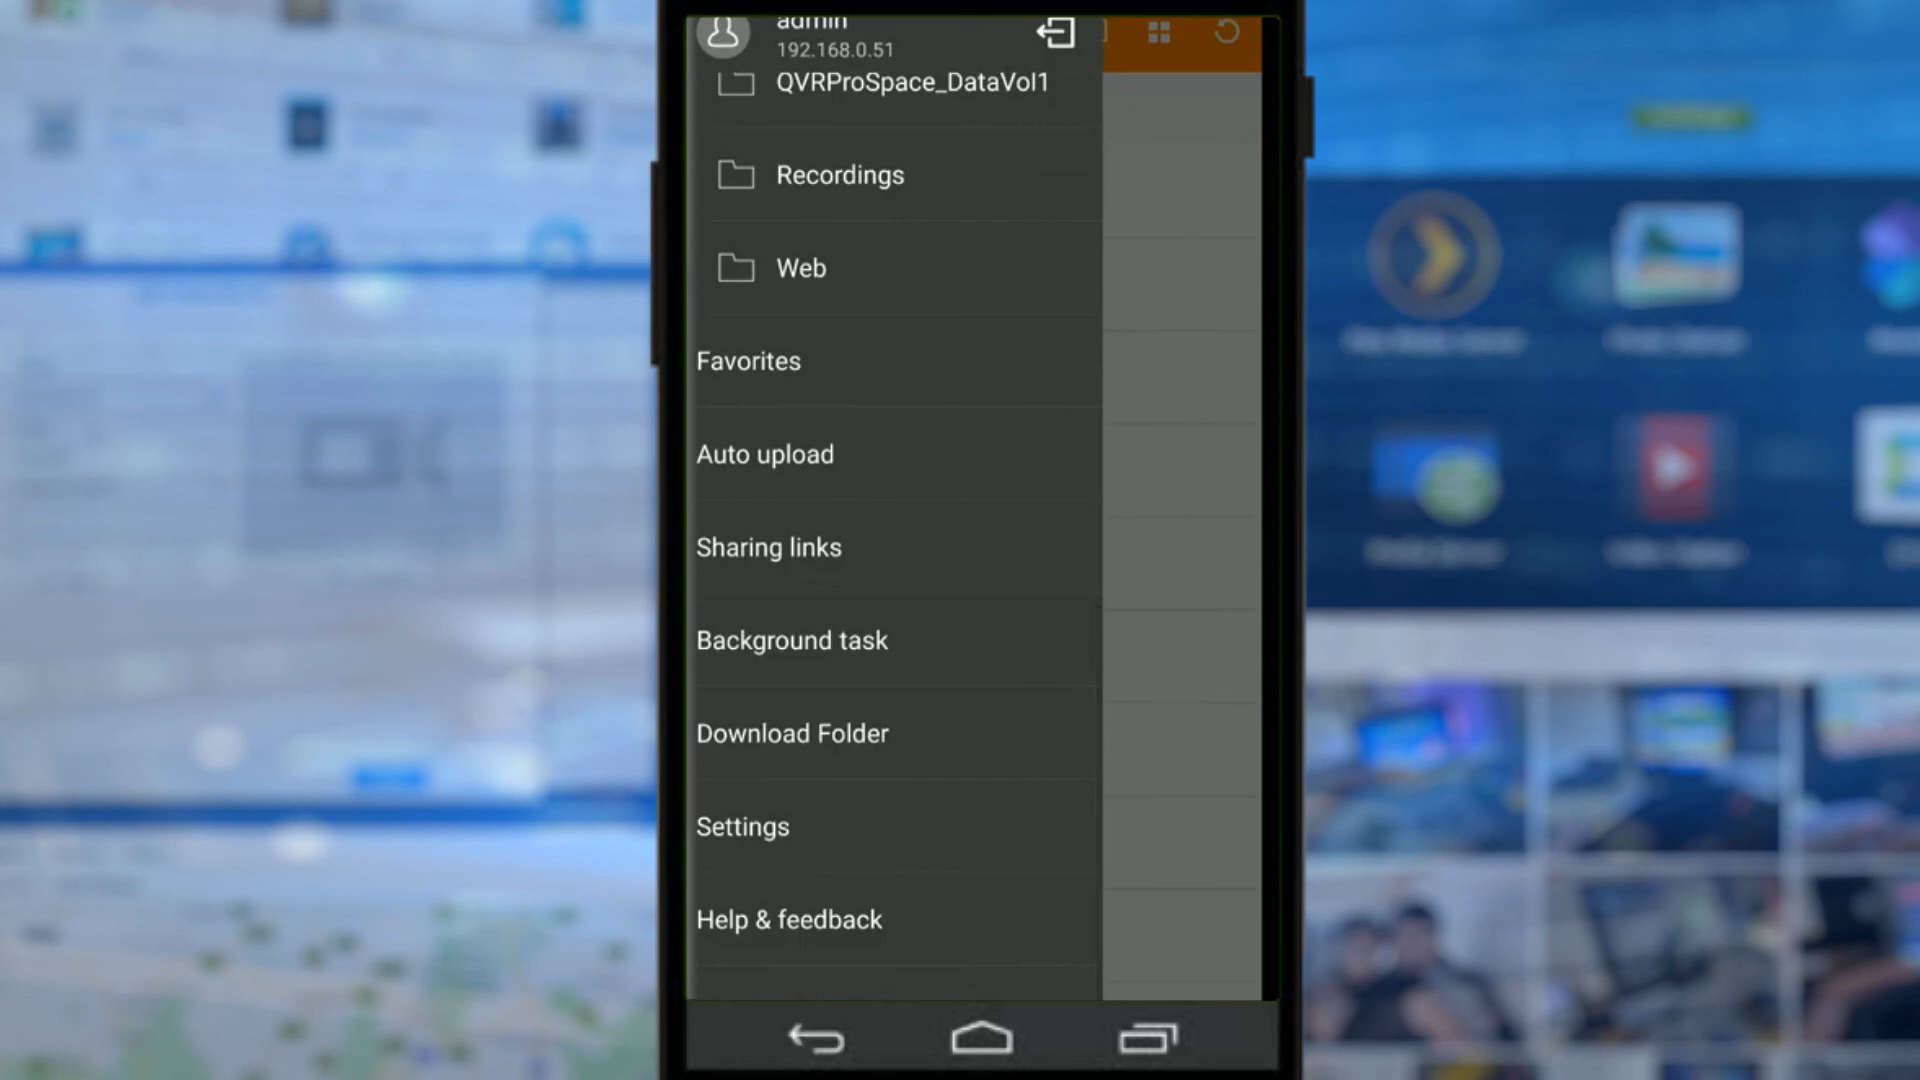 admin
192.168.0.51
QVRProSpace_DataVol1
Recordings
Web
Favorites
Auto upload
Sharing links
Background task
Download Folder
Settings
Help & feedback